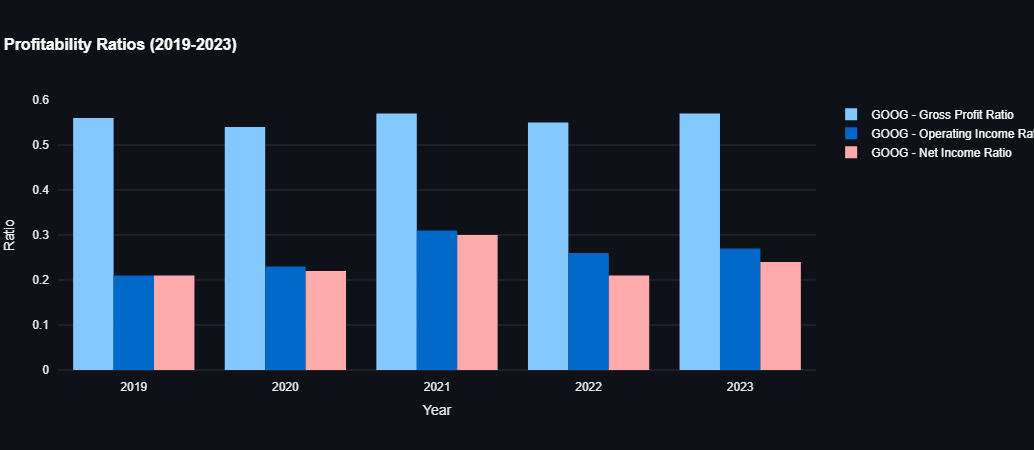 Profitability Ratios (2019-2023)
0.6
0.5
0.4
0.3
0.2
0.1
0
Ratio
2019
2020
2021
2022
2023
Year
GOOG - Gross Profit Ratio
GOOG - Operating Income Rat
GOOG - Net Income Ratio